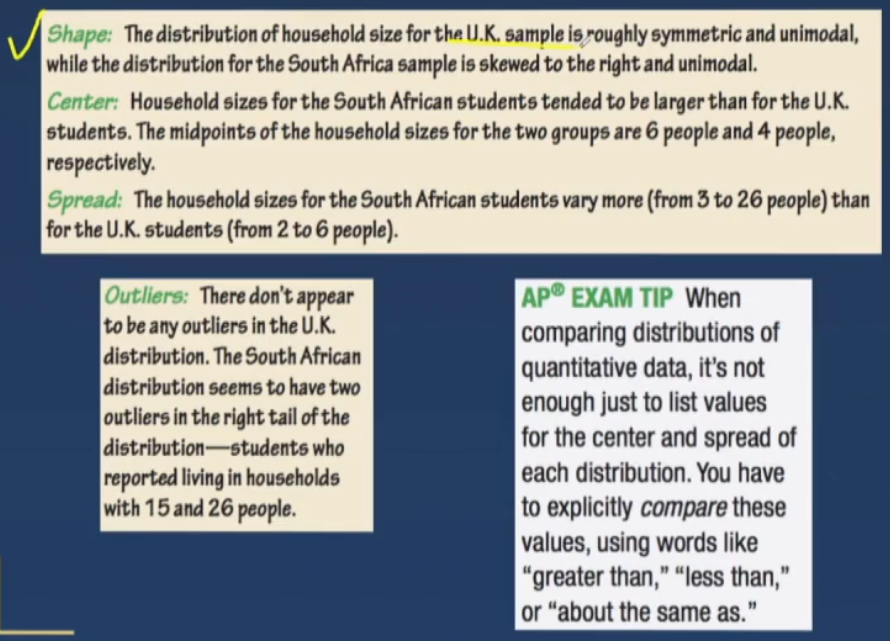 Shape: The distribution of household size for the U.K. sample is roughly symmetric and unimodal,
while the distribution for the South Africa sample is skewed to the right and unimodal.
Center: Household sizes for the South African students tended to be larger than for the U.K.
students. The midpoints of the household sizes for the two groups are 6 people and 4 people,
respectively.
Spread: The household sizes for the South African students vary more (from 3 to 26 people) than
for the U.K. students (from 2 to 6 people).
Outliers: There don't appear
to be any outliers in the U.K.
distribution. The South African
distribution seems to have two
outliers in the right tail of the
distribution—students who
reported living in households
with 15 and 26 people.
AP® EXAM TIP When
comparing distributions of
quantitative data, it's not
enough just to list values
for the center and spread of
each distribution. You have
to explicitly compare these
values, using words like
“greater than,” “less than,”
or “about the same as.”